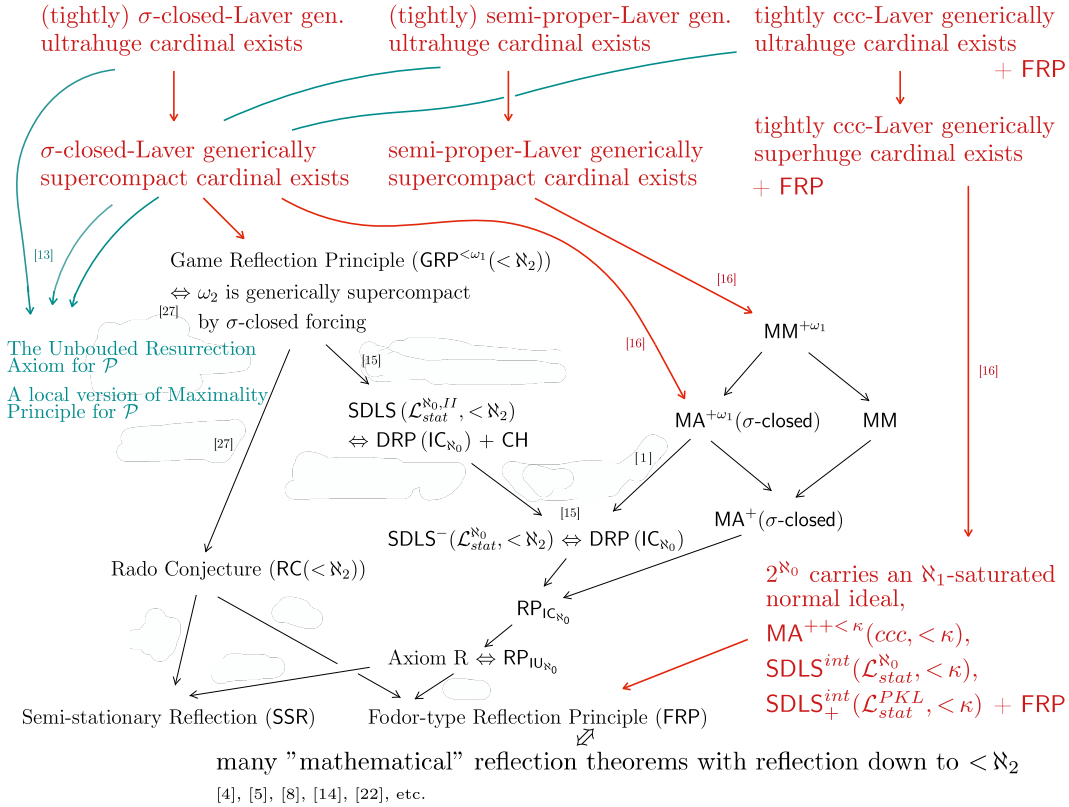 (tightly) σ-closed-Laver gen.
ultrahuge cardinal exists
(tightly) semi-proper-Laver gen.
ultrahuge cardinal exists
tightly ccc-Laver generically
ultrahuge cardinal exists
+ FRP
σ-closed-Laver generically
supercompact cardinal exists
semi-proper-Laver generically
supercompact cardinal exists
tightly ccc-Laver generically
superhuge cardinal exists
+ FRP
[13]
Game Reflection Principle (GRP^{<ω₁}(< ℵ₂))
⇔ ω₂ is generically supercompact
by σ-closed forcing
[27]
[16]
[16]
[16]
The Unbouded Resurrection
Axiom for 𝒫
A local version of Maximality
Principle for 𝒫
[15]
MM^{+ω₁}
SDLS (ℒ_{stat}^{ℵ₀,II}, < ℵ₂)
⇔ DRP (IC_{ℵ₀}) + CH
MA^{+ω₁}(σ-closed)
MM
[27]
[1]
[15]
SDLS⁻(ℒ_{stat}^{ℵ₀}, < ℵ₂) ⇔ DRP (IC_{ℵ₀})
MA⁺(σ-closed)
Rado Conjecture (RC(< ℵ₂))
RP_{IC_{ℵ₀}}
2^{ℵ₀} carries an ℵ₁-saturated
normal ideal,
MA^{++<κ}(ccc, < κ),
SDLS^{int}(ℒ_{stat}^{ℵ₀}, < κ),
SDLS_{+}^{int}(ℒ_{stat}^{PKL}, < κ) + FRP
Axiom R ⇔ RP_{IU_{ℵ₀}}
Semi-stationary Reflection (SSR)
Fodor-type Reflection Principle (FRP)
⇔
many ”mathematical” reflection theorems with reflection down to < ℵ₂
[4], [5], [8], [14], [22], etc.